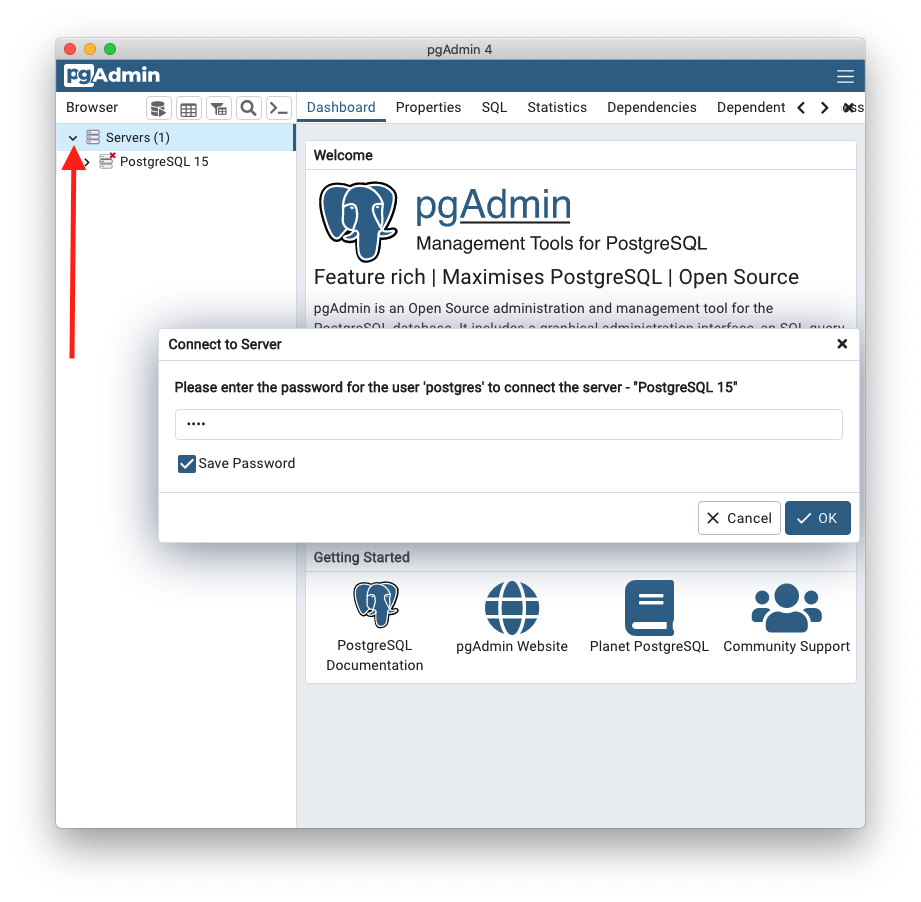 pgAdmin 4
pgAdmin
Browser
Dashboard Properties SQL Statistics Dependencies Dependent
Servers (1)
PostgreSQL 15
Welcome
pgAdmin
Management Tools for PostgreSQL
Feature rich | Maximises PostgreSQL | Open Source
pgAdmin is an Open Source administration and management tool for the
PostgreSQL database. It includes a graphical administration interface, an SQL query
Connect to Server
Please enter the password for the user 'postgres' to connect the server - "PostgreSQL 15"
••••
Save Password
Cancel OK
Getting Started
PostgreSQL
Documentation
pgAdmin Website
Planet PostgreSQL
Community Support